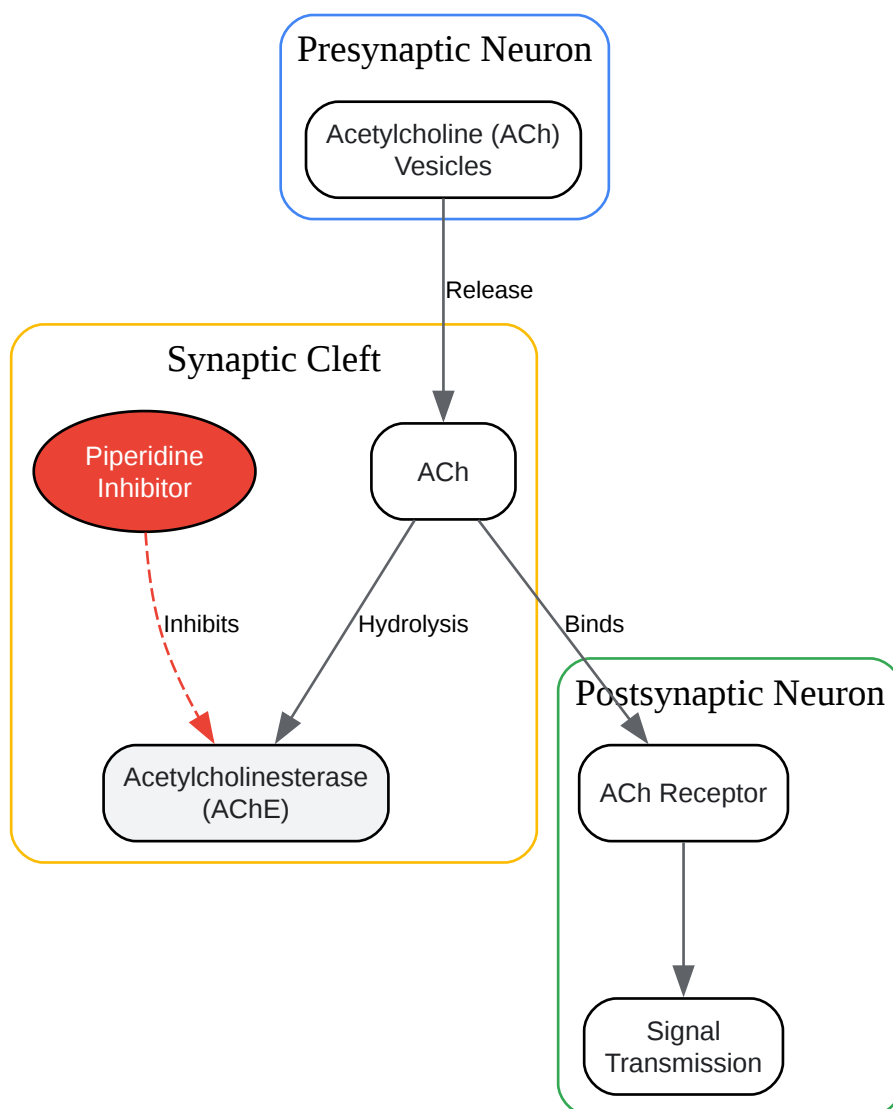 Presynaptic Neuron
Acetylcholine (ACh)
Vesicles
Release
Synaptic Cleft
Piperidine
Inhibitor
ACh
Inhibits
Hydrolysis
Binds
Postsynaptic Neuron
Acetylcholinesterase
(AChE)
ACh Receptor
Signal
Transmission